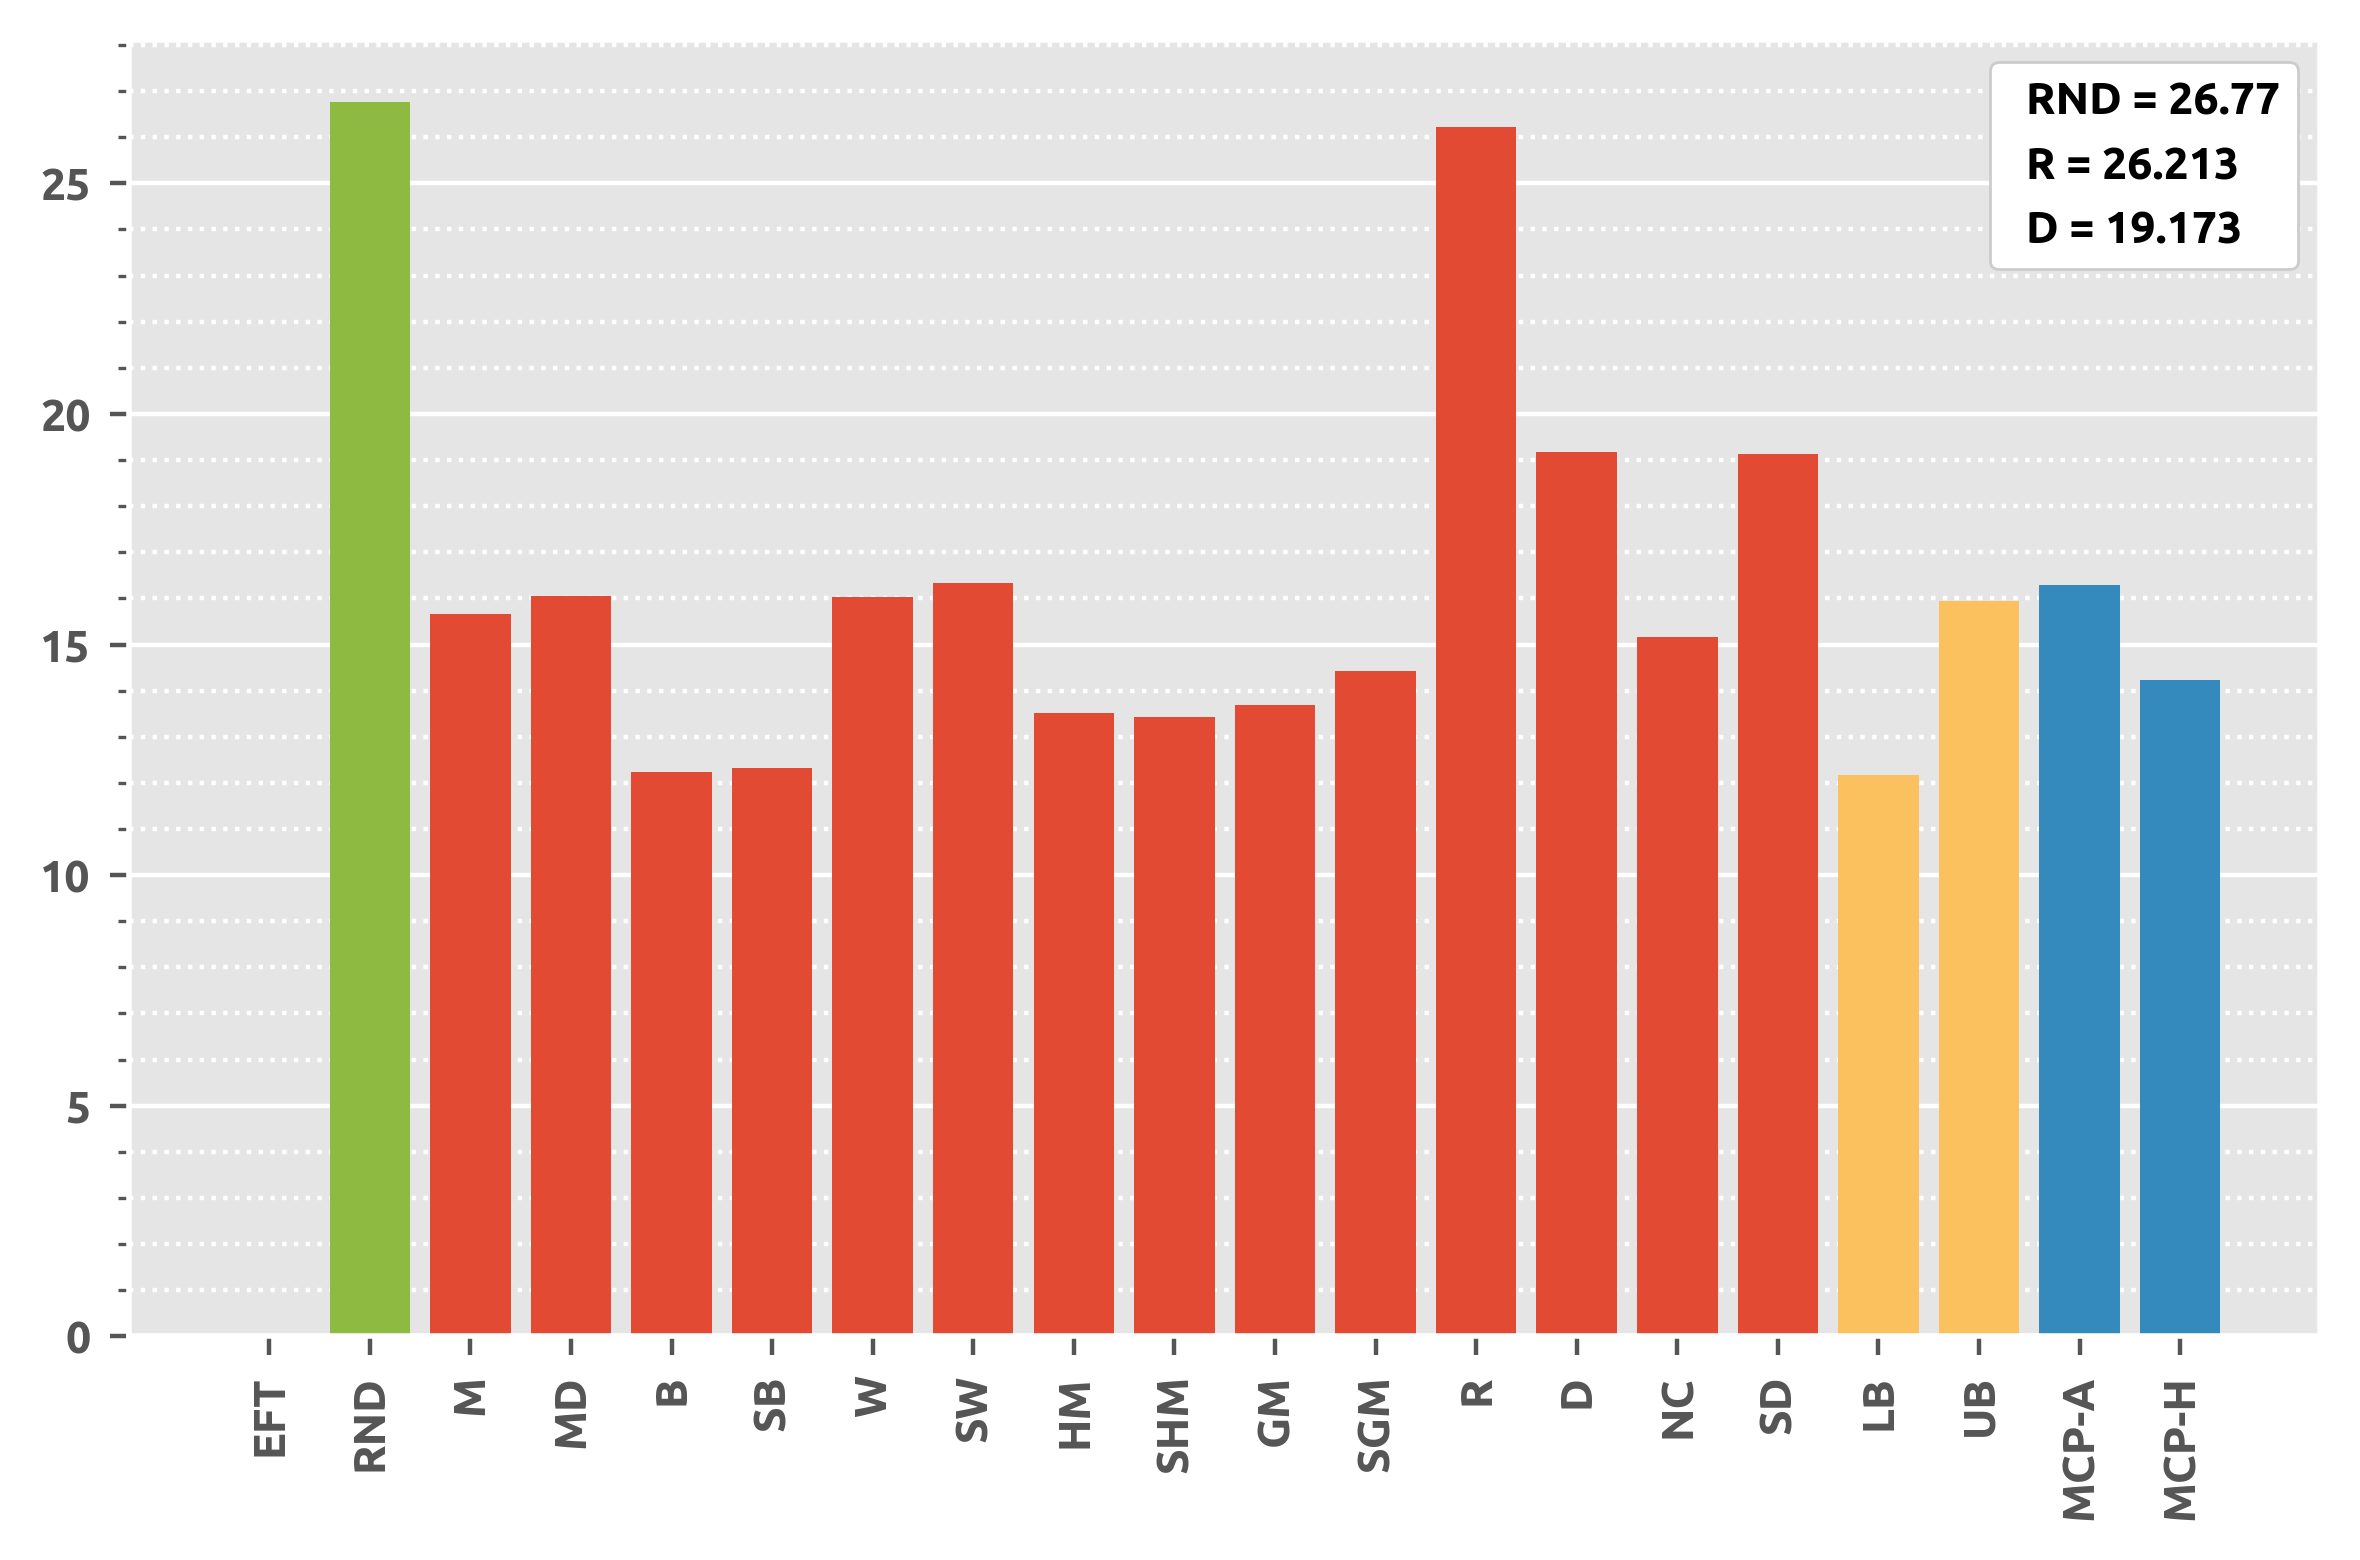 RND = 26.77
R = 26.213
D = 19.173
25
20
15
10
5
0
EFT
RND
M
MD
B
SB
W
SW
HM
SHM
GM
SGM
R
D
NC
SD
LB
UB
MCP-A
MCP-H